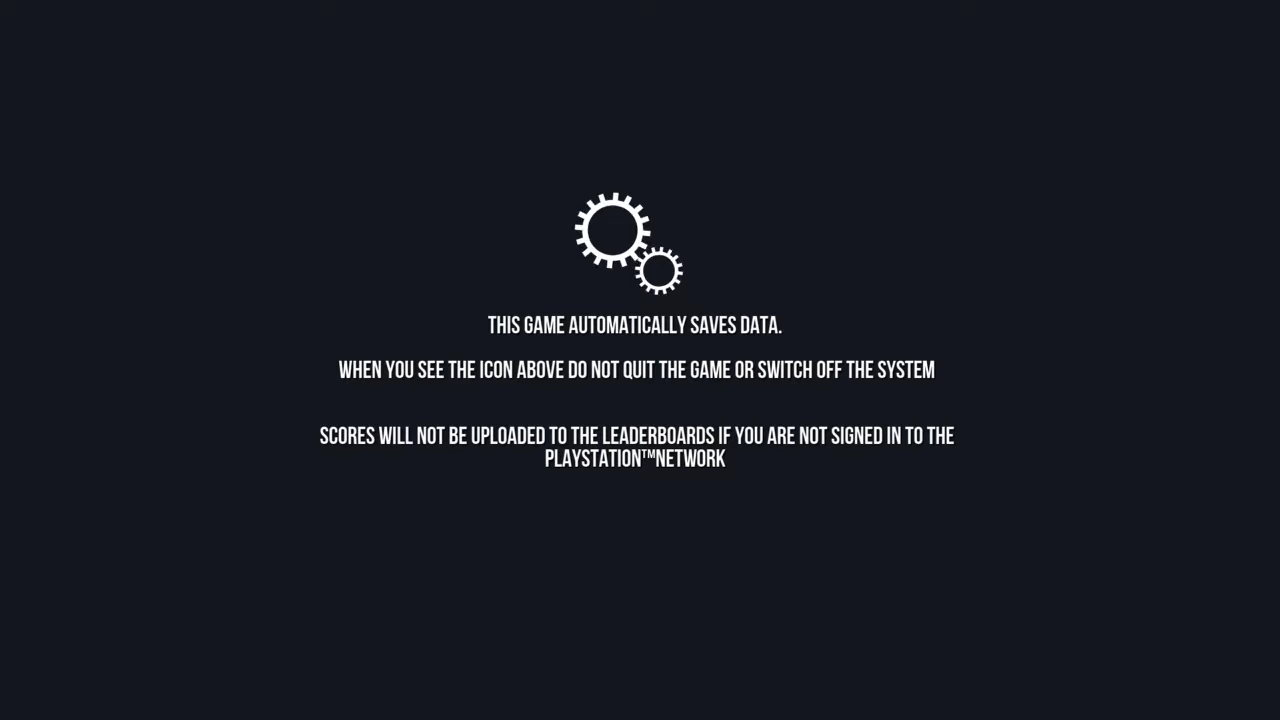 THIS GAME AUTOMATICALLY SAVES DATA.
WHEN YOU SEE THE ICON ABOVE DO NOT QUIT THE GAME OR SWITCH OFF THE SYSTEM
SCORES WILL NOT BE UPLOADED TO THE LEADERBOARDS IF YOU ARE NOT SIGNED IN TO THE
PLAYSTATION™NETWORK